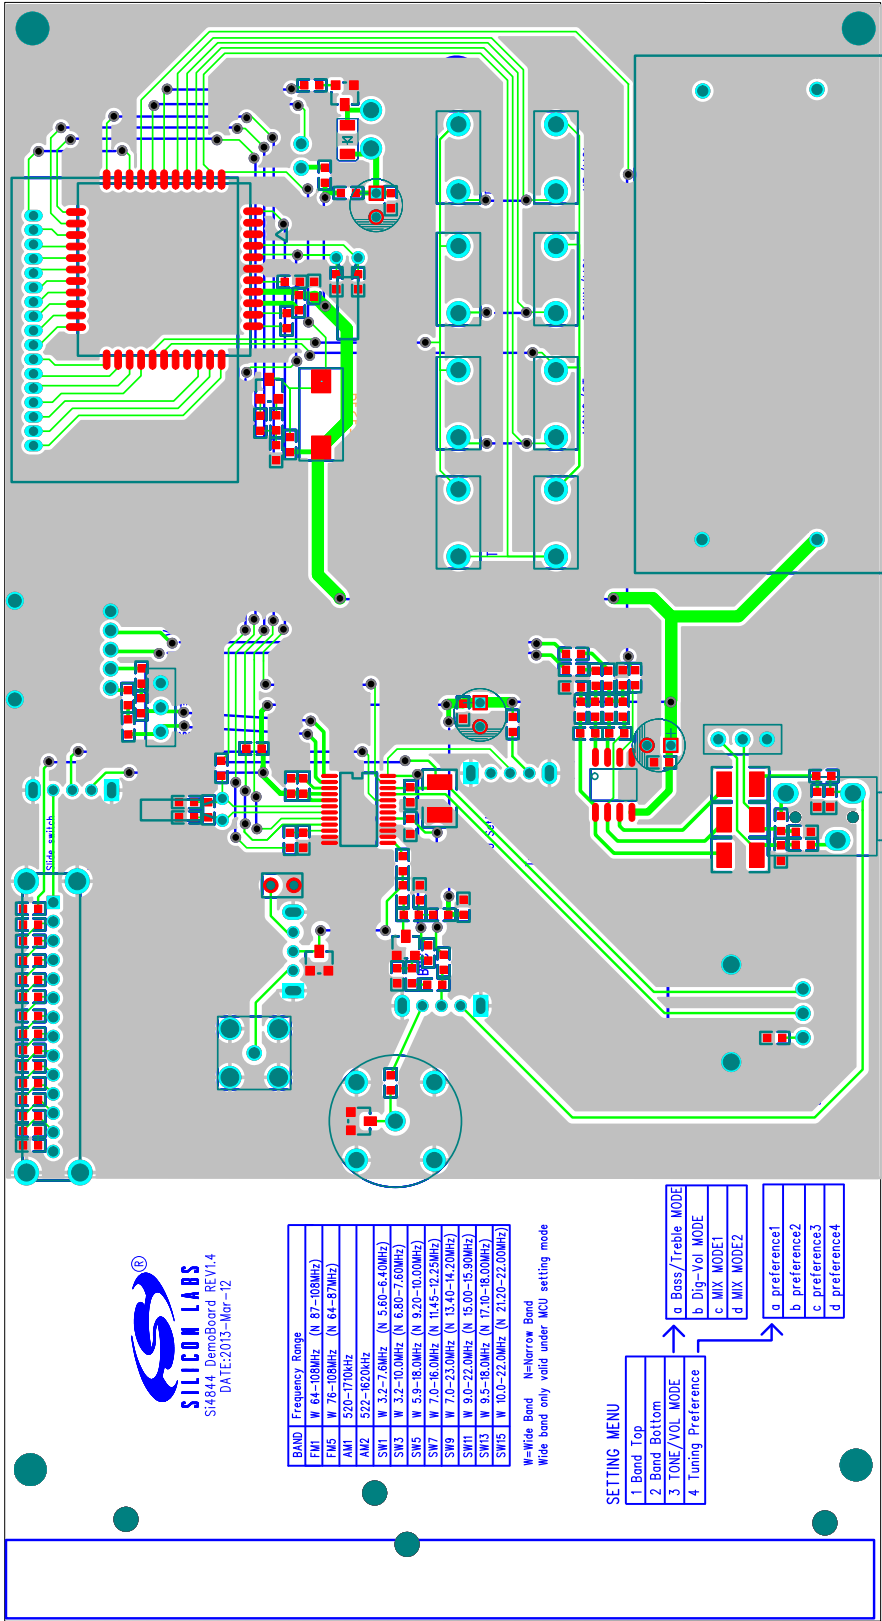 Slide switch
SILICON LABS ®
Si4844 DemoBoard REV1.4
DATE:2013-Mar-12
BAND Frequency Range
FM1 W 64-108MHz (N 87-108MHz)
FM5 W 76-108MHz (N 64-87MHz)
AM1 520-1710kHz
AM2 522-1620kHz
SW1 W 3.2-7.6MHz (N 5.60-6.40MHz)
SW3 W 3.2-10.0MHz (N 6.80-7.60MHz)
SW5 W 5.9-18.0MHz (N 9.20-10.00MHz)
SW7 W 7.0-16.0MHz (N 11.45-12.25MHz)
SW9 W 7.0-23.0MHz (N 13.40-14.20MHz)
SW11 W 9.0-22.0MHz (N 15.00-15.90MHz)
SW13 W 9.5-18.0MHz (N 17.10-18.00MHz)
SW15 W 10.0-22.0MHz (N 21.20-22.00MHz)
W=Wide Band N=Narrow Band
Wide band only valid under MCU setting mode
SETTING MENU
1 Band Top
2 Band Bottom
3 TONE/VOL MODE
4 Tuning Preference
a Bass/Treble MODE
b Dig-Vol MODE
c MIX MODE1
d MIX MODE2
a preference1
b preference2
c preference3
d preference4